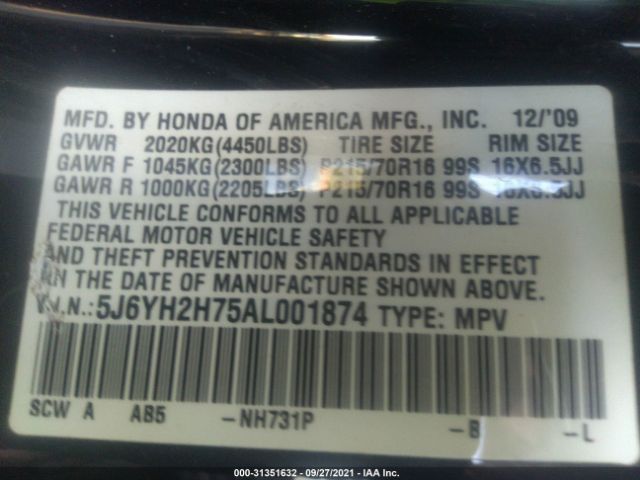 MFD. BY HONDA OF AMERICA MFG., INC. 12/'09
GVWR 2020KG(4450LBS) TIRE SIZE RIM SIZE
GAWR F 1045KG(2300LBS) P215/70R16 99S 16X6.5JJ
GAWR R 1000KG(2205LBS) P215/70R16 99S 16X6.5JJ
THIS VEHICLE CONFORMS TO ALL APPLICABLE
FEDERAL MOTOR VEHICLE SAFETY
AND THEFT PREVENTION STANDARDS IN EFFECT
ON THE DATE OF MANUFACTURE SHOWN ABOVE.
V.I.N.: 5J6YH2H75AL001874 TYPE: MPV
SCW A AB5 -NH731P -B -L
000-31351632 - 09/27/2021 - IAA Inc.